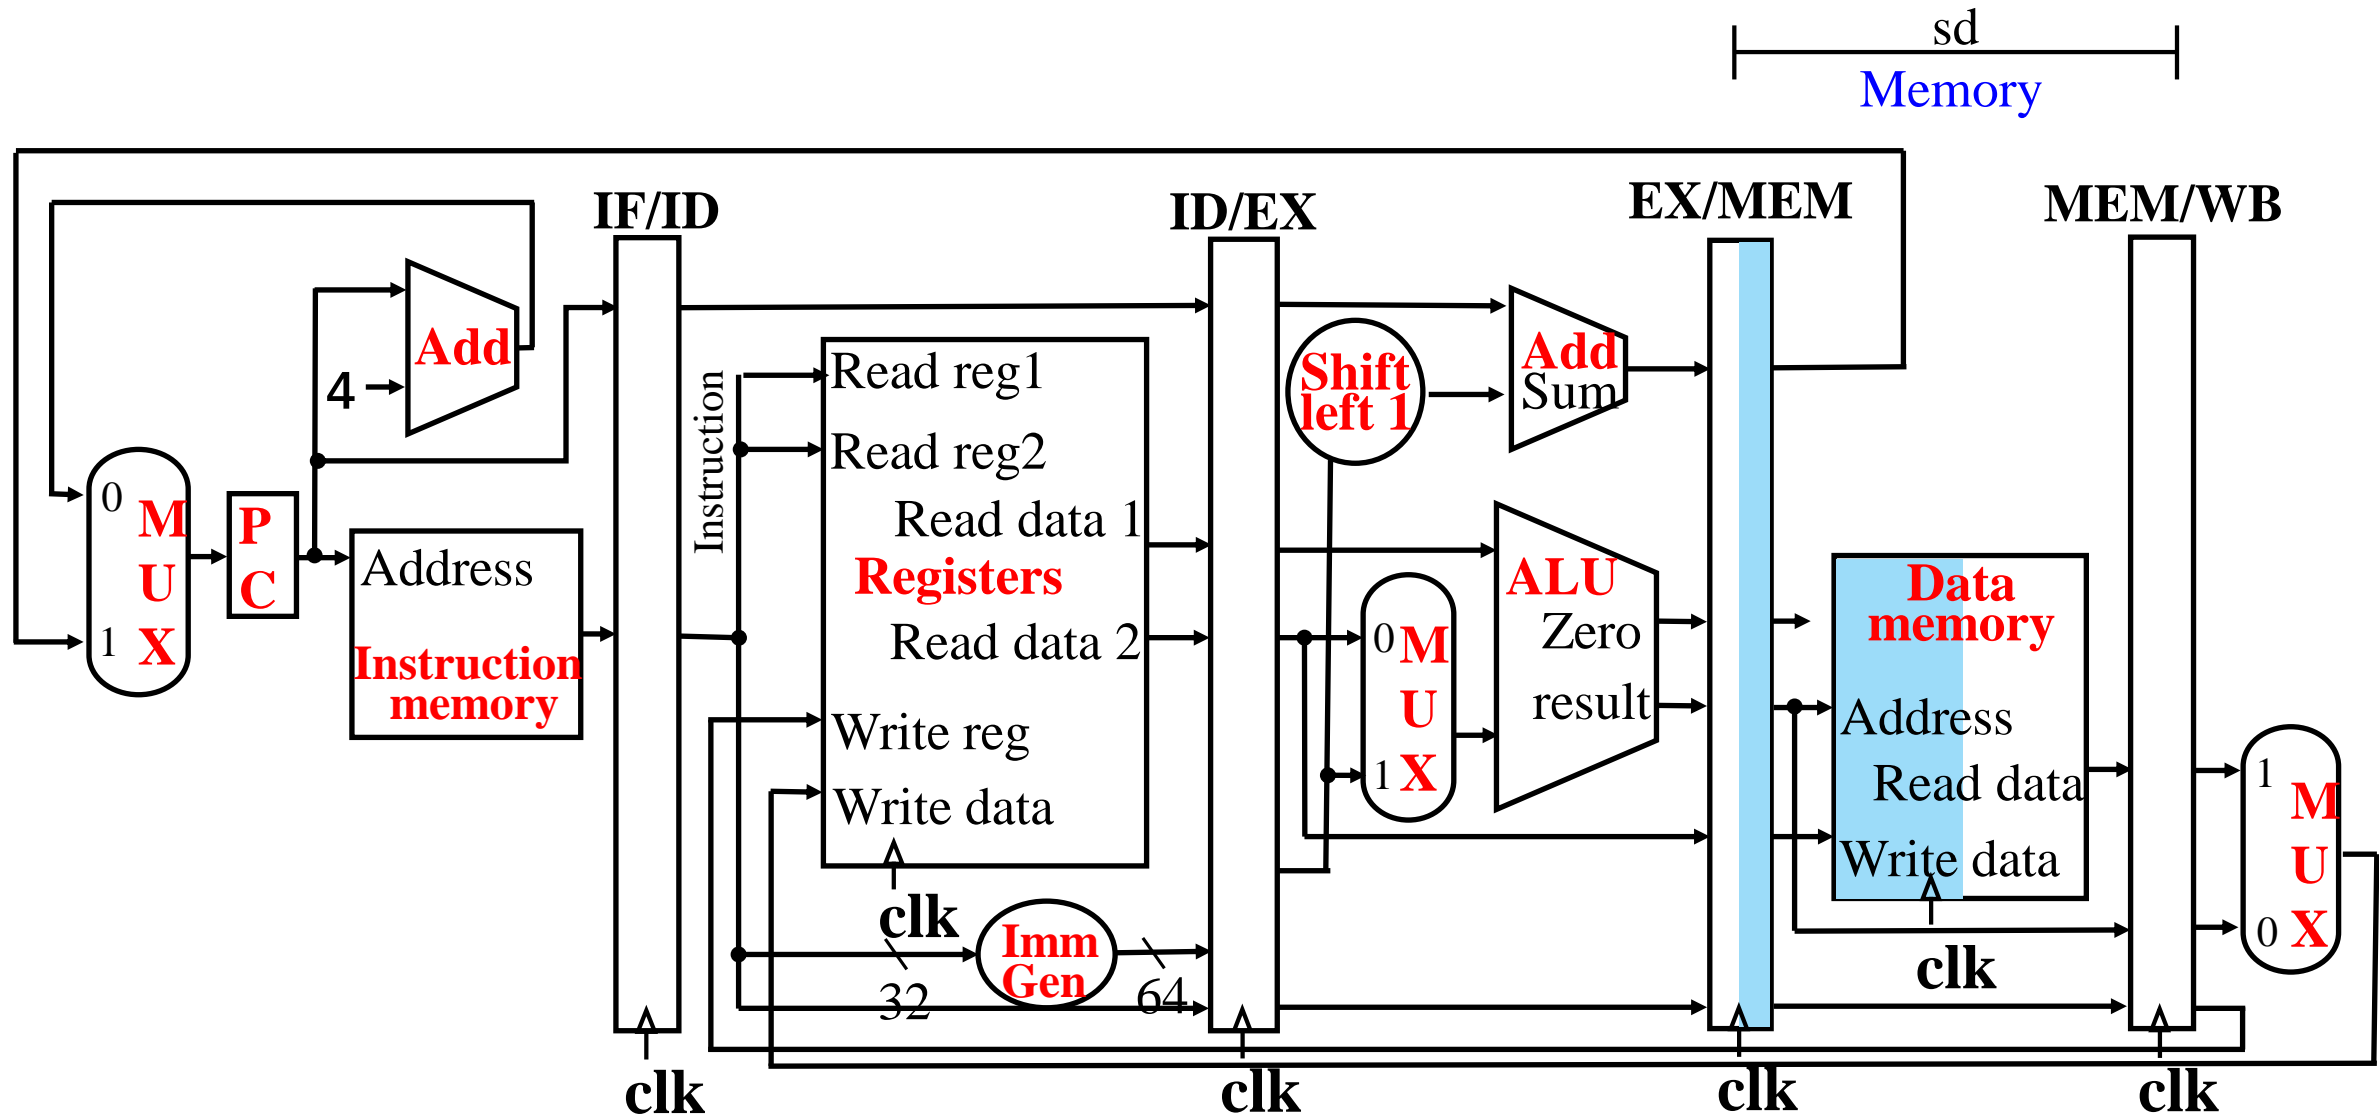 sd
Memory
IF/ID
ID/EX
EX/MEM
MEM/WB
Add
4
0
M
U
X
1
P
C
Address
Instruction
memory
Instruction
Read reg1
Read reg2
Read data 1
Registers
Read data 2
Write reg
Write data
clk
Imm
Gen
32
64
Shift
left 1
Add
Sum
ALU
Zero
result
0
M
U
X
1
Data
memory
Address
Read data
Write data
clk
1
M
U
X
0
clk
clk
clk
clk